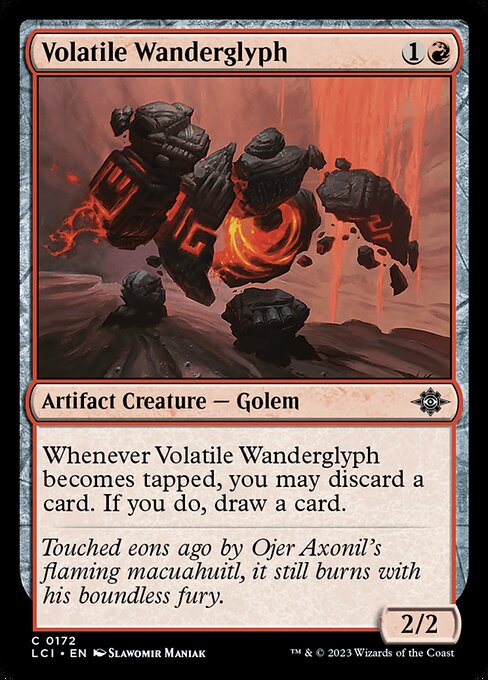 Volatile Wanderglyph 1
Artifact Creature — Golem
Whenever Volatile Wanderglyph
becomes tapped, you may discard a
card. If you do, draw a card.
Touched eons ago by Ojer Axonil's
flaming macuahuitl, it still burns with
his boundless fury.
2/2
C 0172
LCI • EN Slawomir Maniak
™ & © 2023 Wizards of the Coast